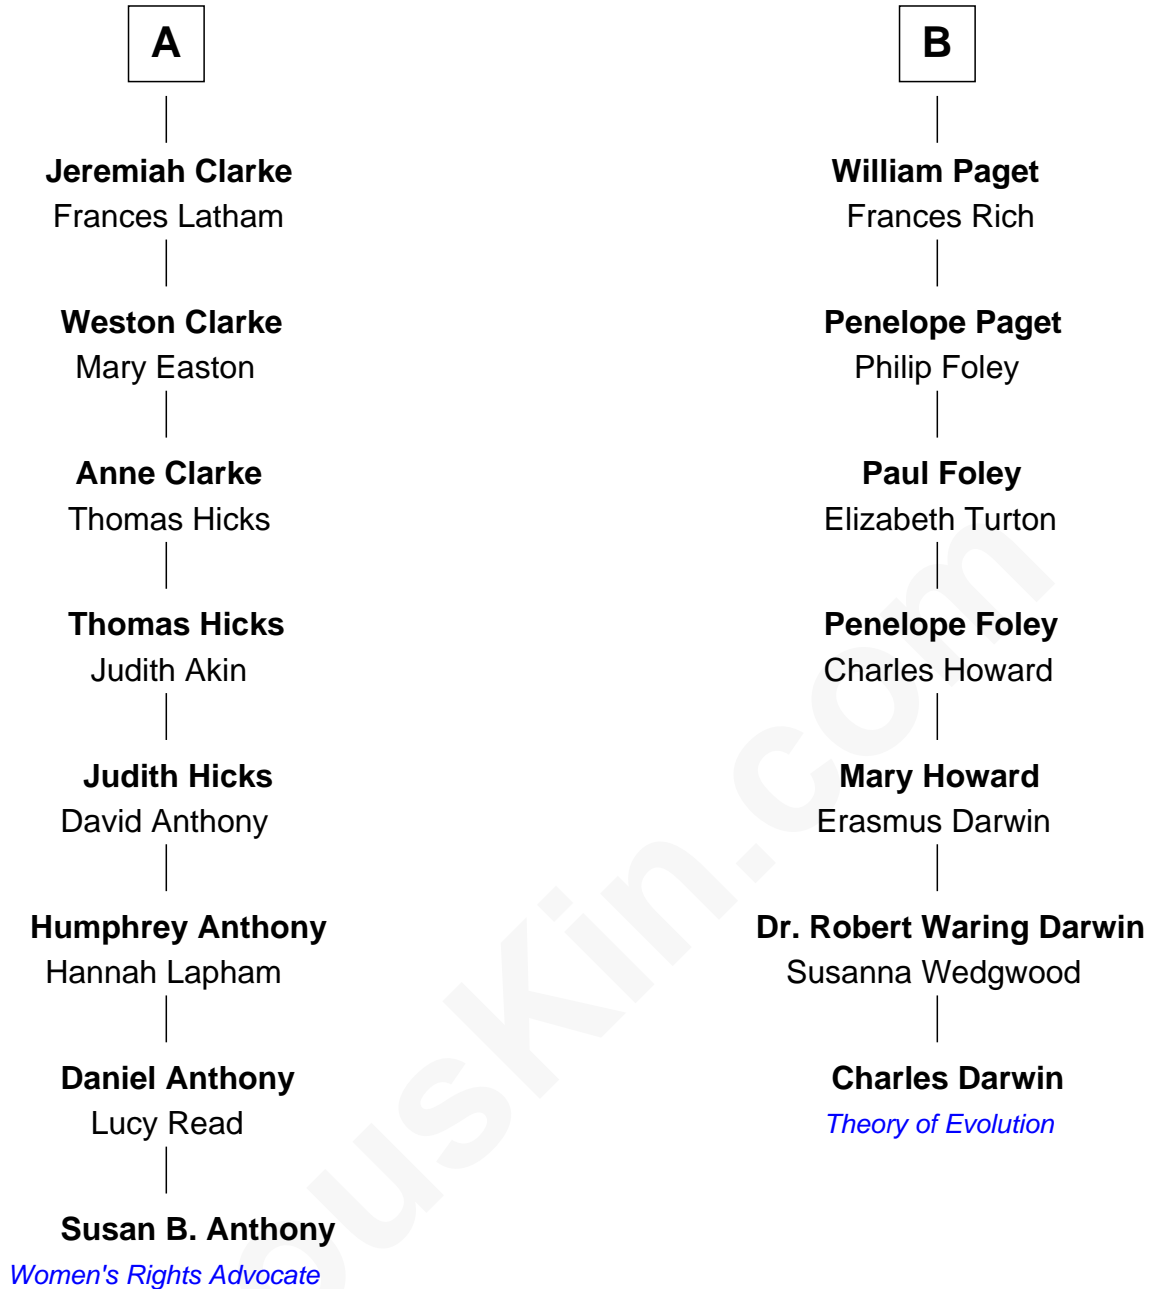 A
Jeremiah Clarke
Frances Latham
Weston Clarke
Mary Easton
Anne Clarke
Thomas Hicks
Thomas Hicks
Judith Akin
Judith Hicks
David Anthony
Humphrey Anthony
Hannah Lapham
Daniel Anthony
Lucy Read
Susan B. Anthony
Women's Rights Advocate
B
William Paget
Frances Rich
Penelope Paget
Philip Foley
Paul Foley
Elizabeth Turton
Penelope Foley
Charles Howard
Mary Howard
Erasmus Darwin
Dr. Robert Waring Darwin
Susanna Wedgwood
Charles Darwin
Theory of Evolution
ousKin.com